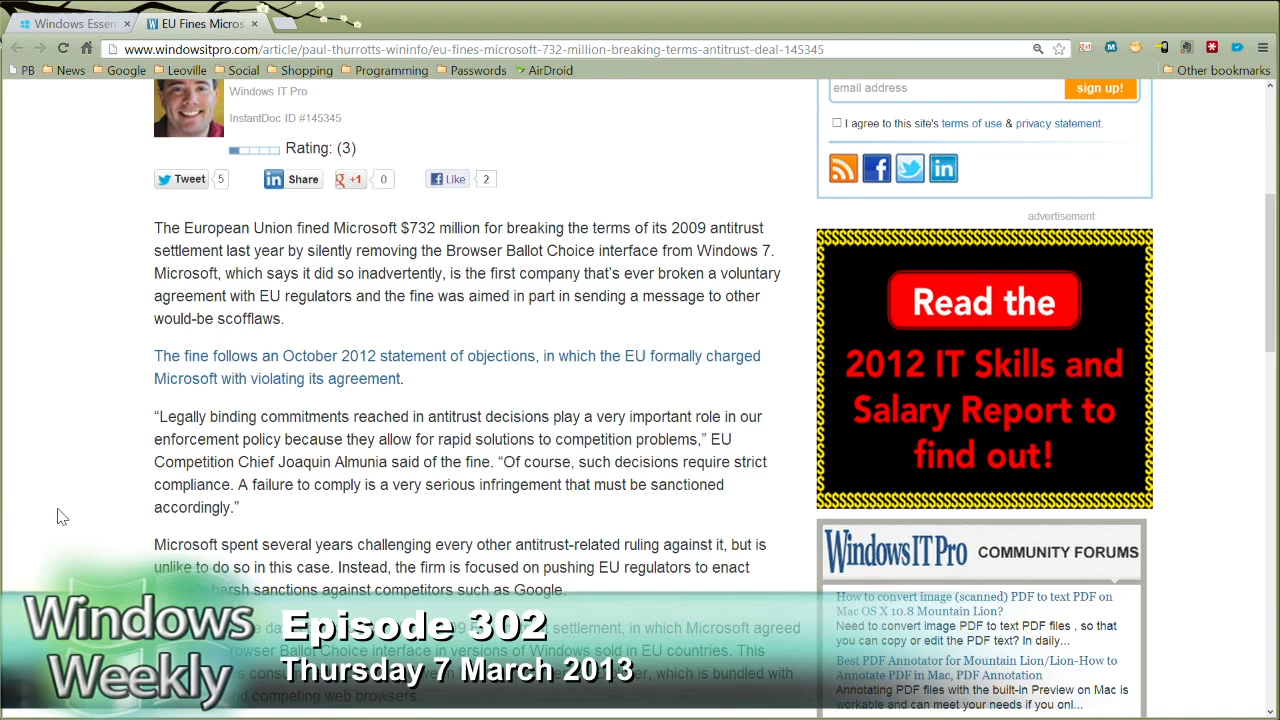 Windows Essen
EU Fines Micros
www.windowsitpro.com/article/paul-thurrotts-wininfo/eu-fines-microsoft-732-million-breaking-terms-antitrust-deal-145345
PB News Google Leoville Social Shopping Programming Passwords AirDroid Other bookmarks
Windows IT Pro
InstantDoc ID #145345
Rating: (3)
Tweet 5 Share +1 0 Like 2
The European Union fined Microsoft $732 million for breaking the terms of its 2009 antitrust
settlement last year by silently removing the Browser Ballot Choice interface from Windows 7.
Microsoft, which says it did so inadvertently, is the first company that's ever broken a voluntary
agreement with EU regulators and the fine was aimed in part in sending a message to other
would-be scofflaws.
The fine follows an October 2012 statement of objections, in which the EU formally charged
Microsoft with violating its agreement.
“Legally binding commitments reached in antitrust decisions play a very important role in our
enforcement policy because they allow for rapid solutions to competition problems,” EU
Competition Chief Joaquin Almunia said of the fine. “Of course, such decisions require strict
compliance. A failure to comply is a very serious infringement that must be sanctioned
accordingly.”
Microsoft spent several years challenging every other antitrust-related ruling against it, but is
unlike to do so in this case. Instead, the firm is focused on pushing EU regulators to enact
harsh sanctions against competitors such as Google.
settlement, in which Microsoft agreed
Ballot Choice interface in versions of Windows sold in EU countries. This
which is bundled with
competing web browsers.
email address
sign up!
I agree to this site's terms of use & privacy statement.
advertisement
Read the
2012 IT Skills and
Salary Report to
find out!
Windows IT Pro COMMUNITY FORUMS
How to convert image (scanned) PDF to text PDF on
Mac OS X 10.8 Mountain Lion?
Need to convert image PDF to text PDF files , so that
you can copy or edit the PDF text? In daily...
Best PDF Annotator for Mountain Lion/Lion-How to
Annotate PDF in Mac, PDF Annotation
Annotating PDF files with the built-in Preview on Mac is
workable and can meet your needs if you onl...
Windows
Weekly
Episode 302
Thursday 7 March 2013